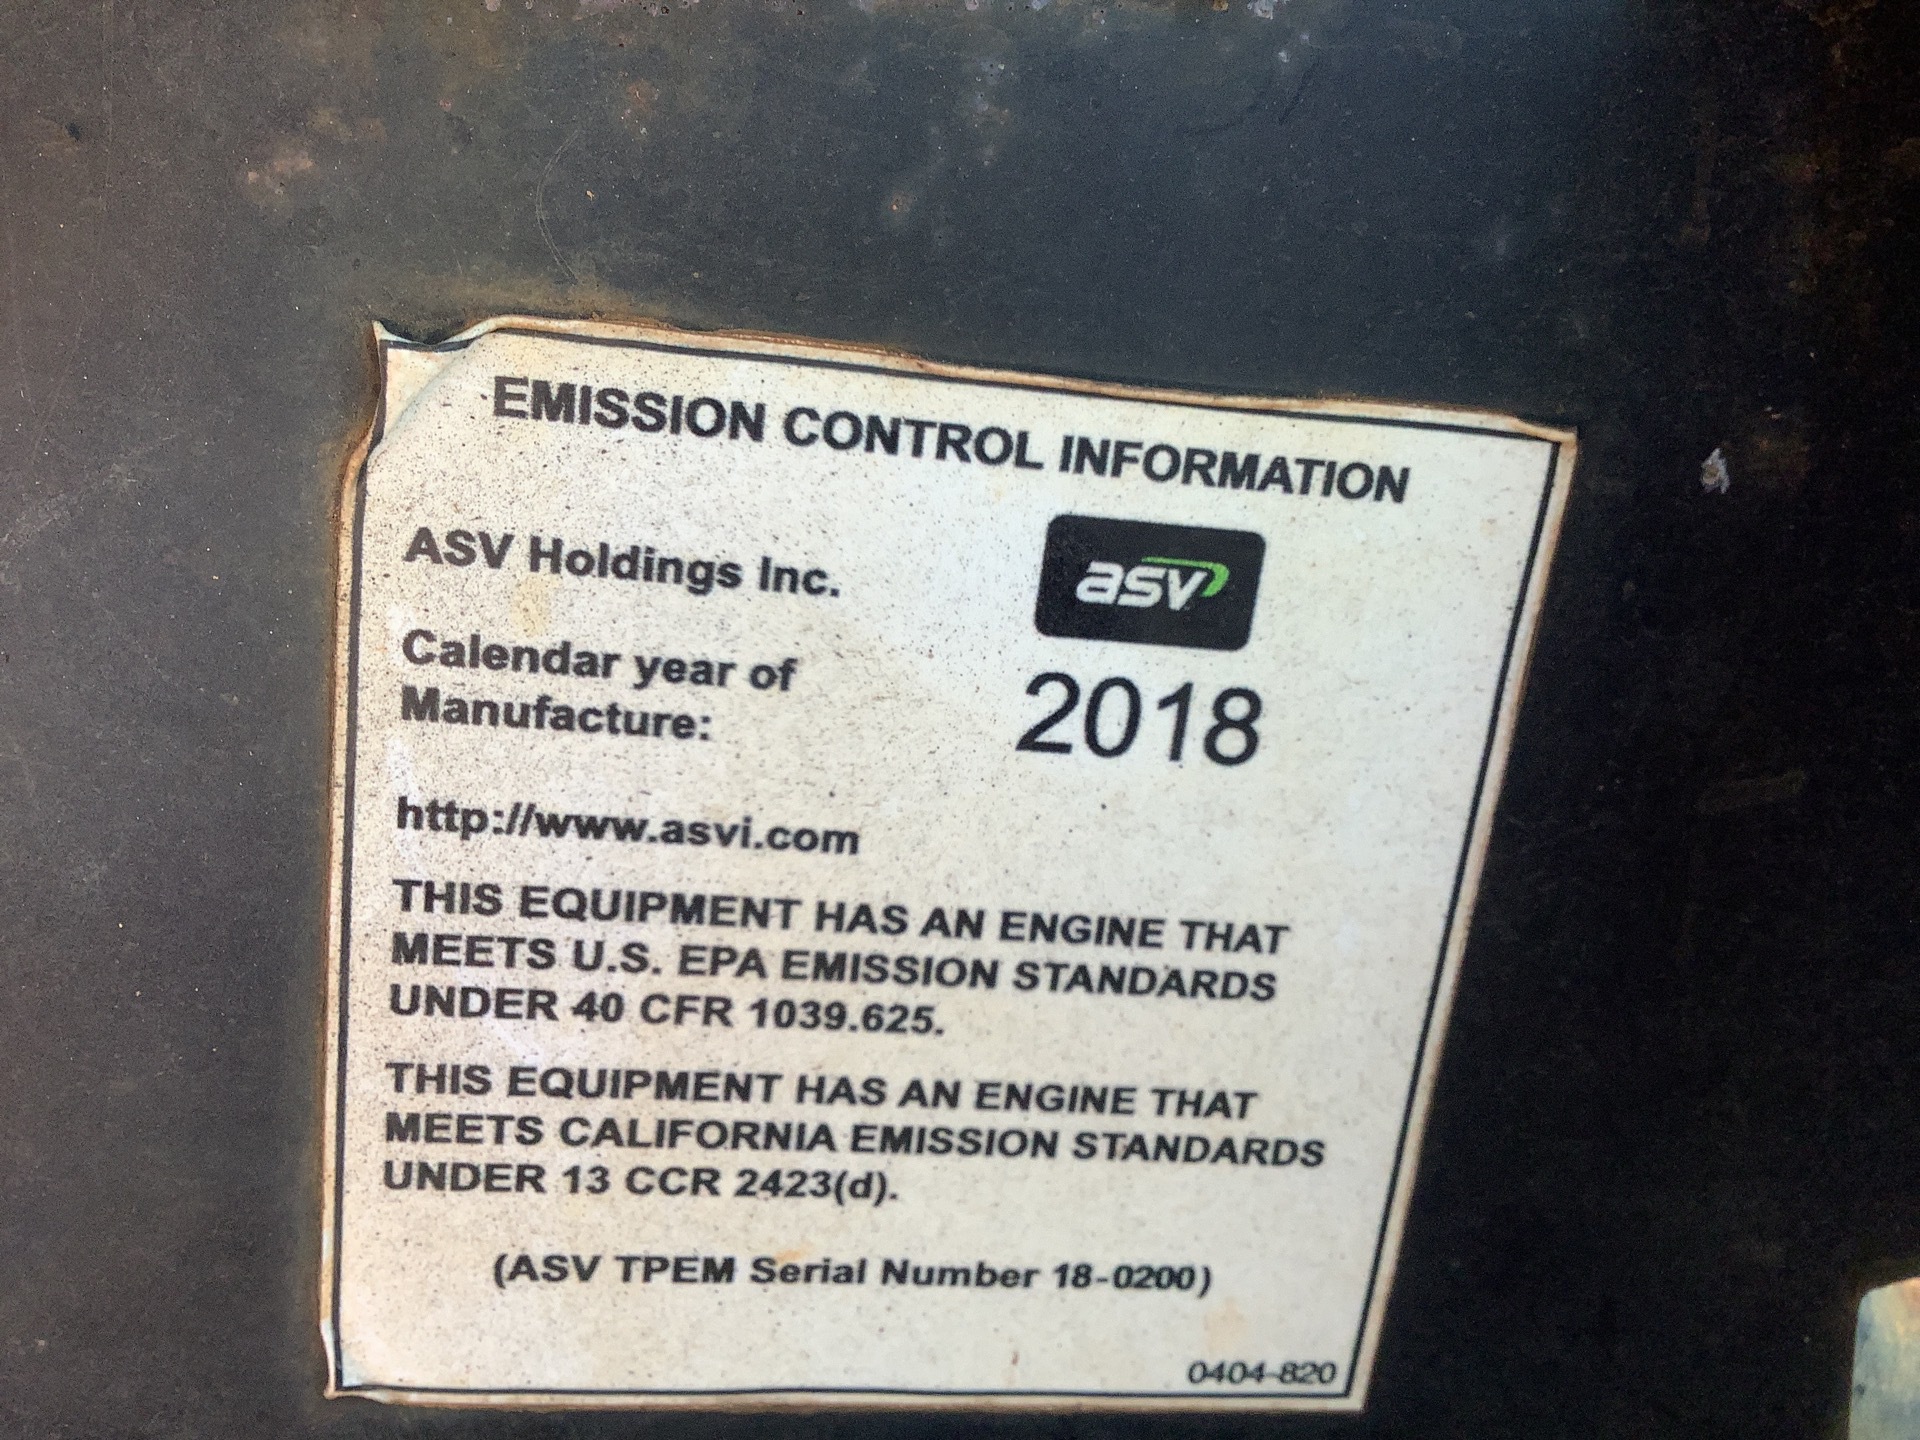 EMISSION CONTROL INFORMATION
ASV Holdings Inc.
asv
Calendar year of
Manufacture:
2018
http://www.asvi.com
THIS EQUIPMENT HAS AN ENGINE THAT
MEETS U.S. EPA EMISSION STANDARDS
UNDER 40 CFR 1039.625.
THIS EQUIPMENT HAS AN ENGINE THAT
MEETS CALIFORNIA EMISSION STANDARDS
UNDER 13 CCR 2423(d).
(ASV TPEM Serial Number 18-0200)
0404-820